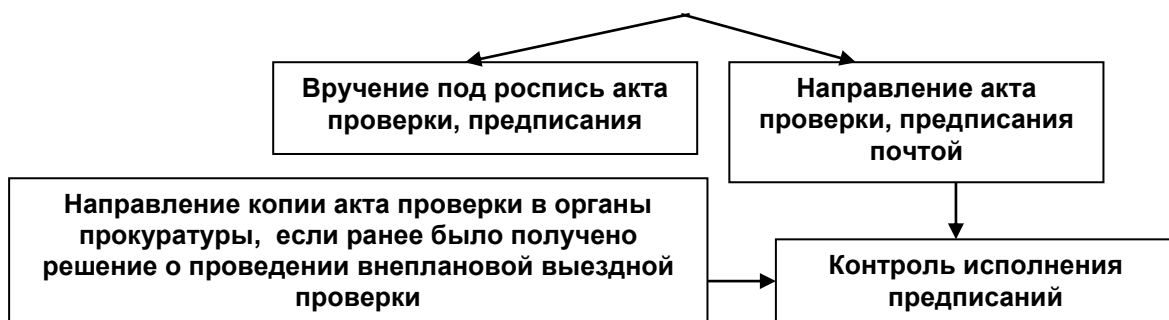 Вручение под роспись акта
проверки, предписания
Направление акта
проверки, предписания
почтой
Направление копии акта проверки в органы
прокуратуры, если ранее было получено
решение о проведении внеплановой выездной
проверки
Контроль исполнения
предписаний